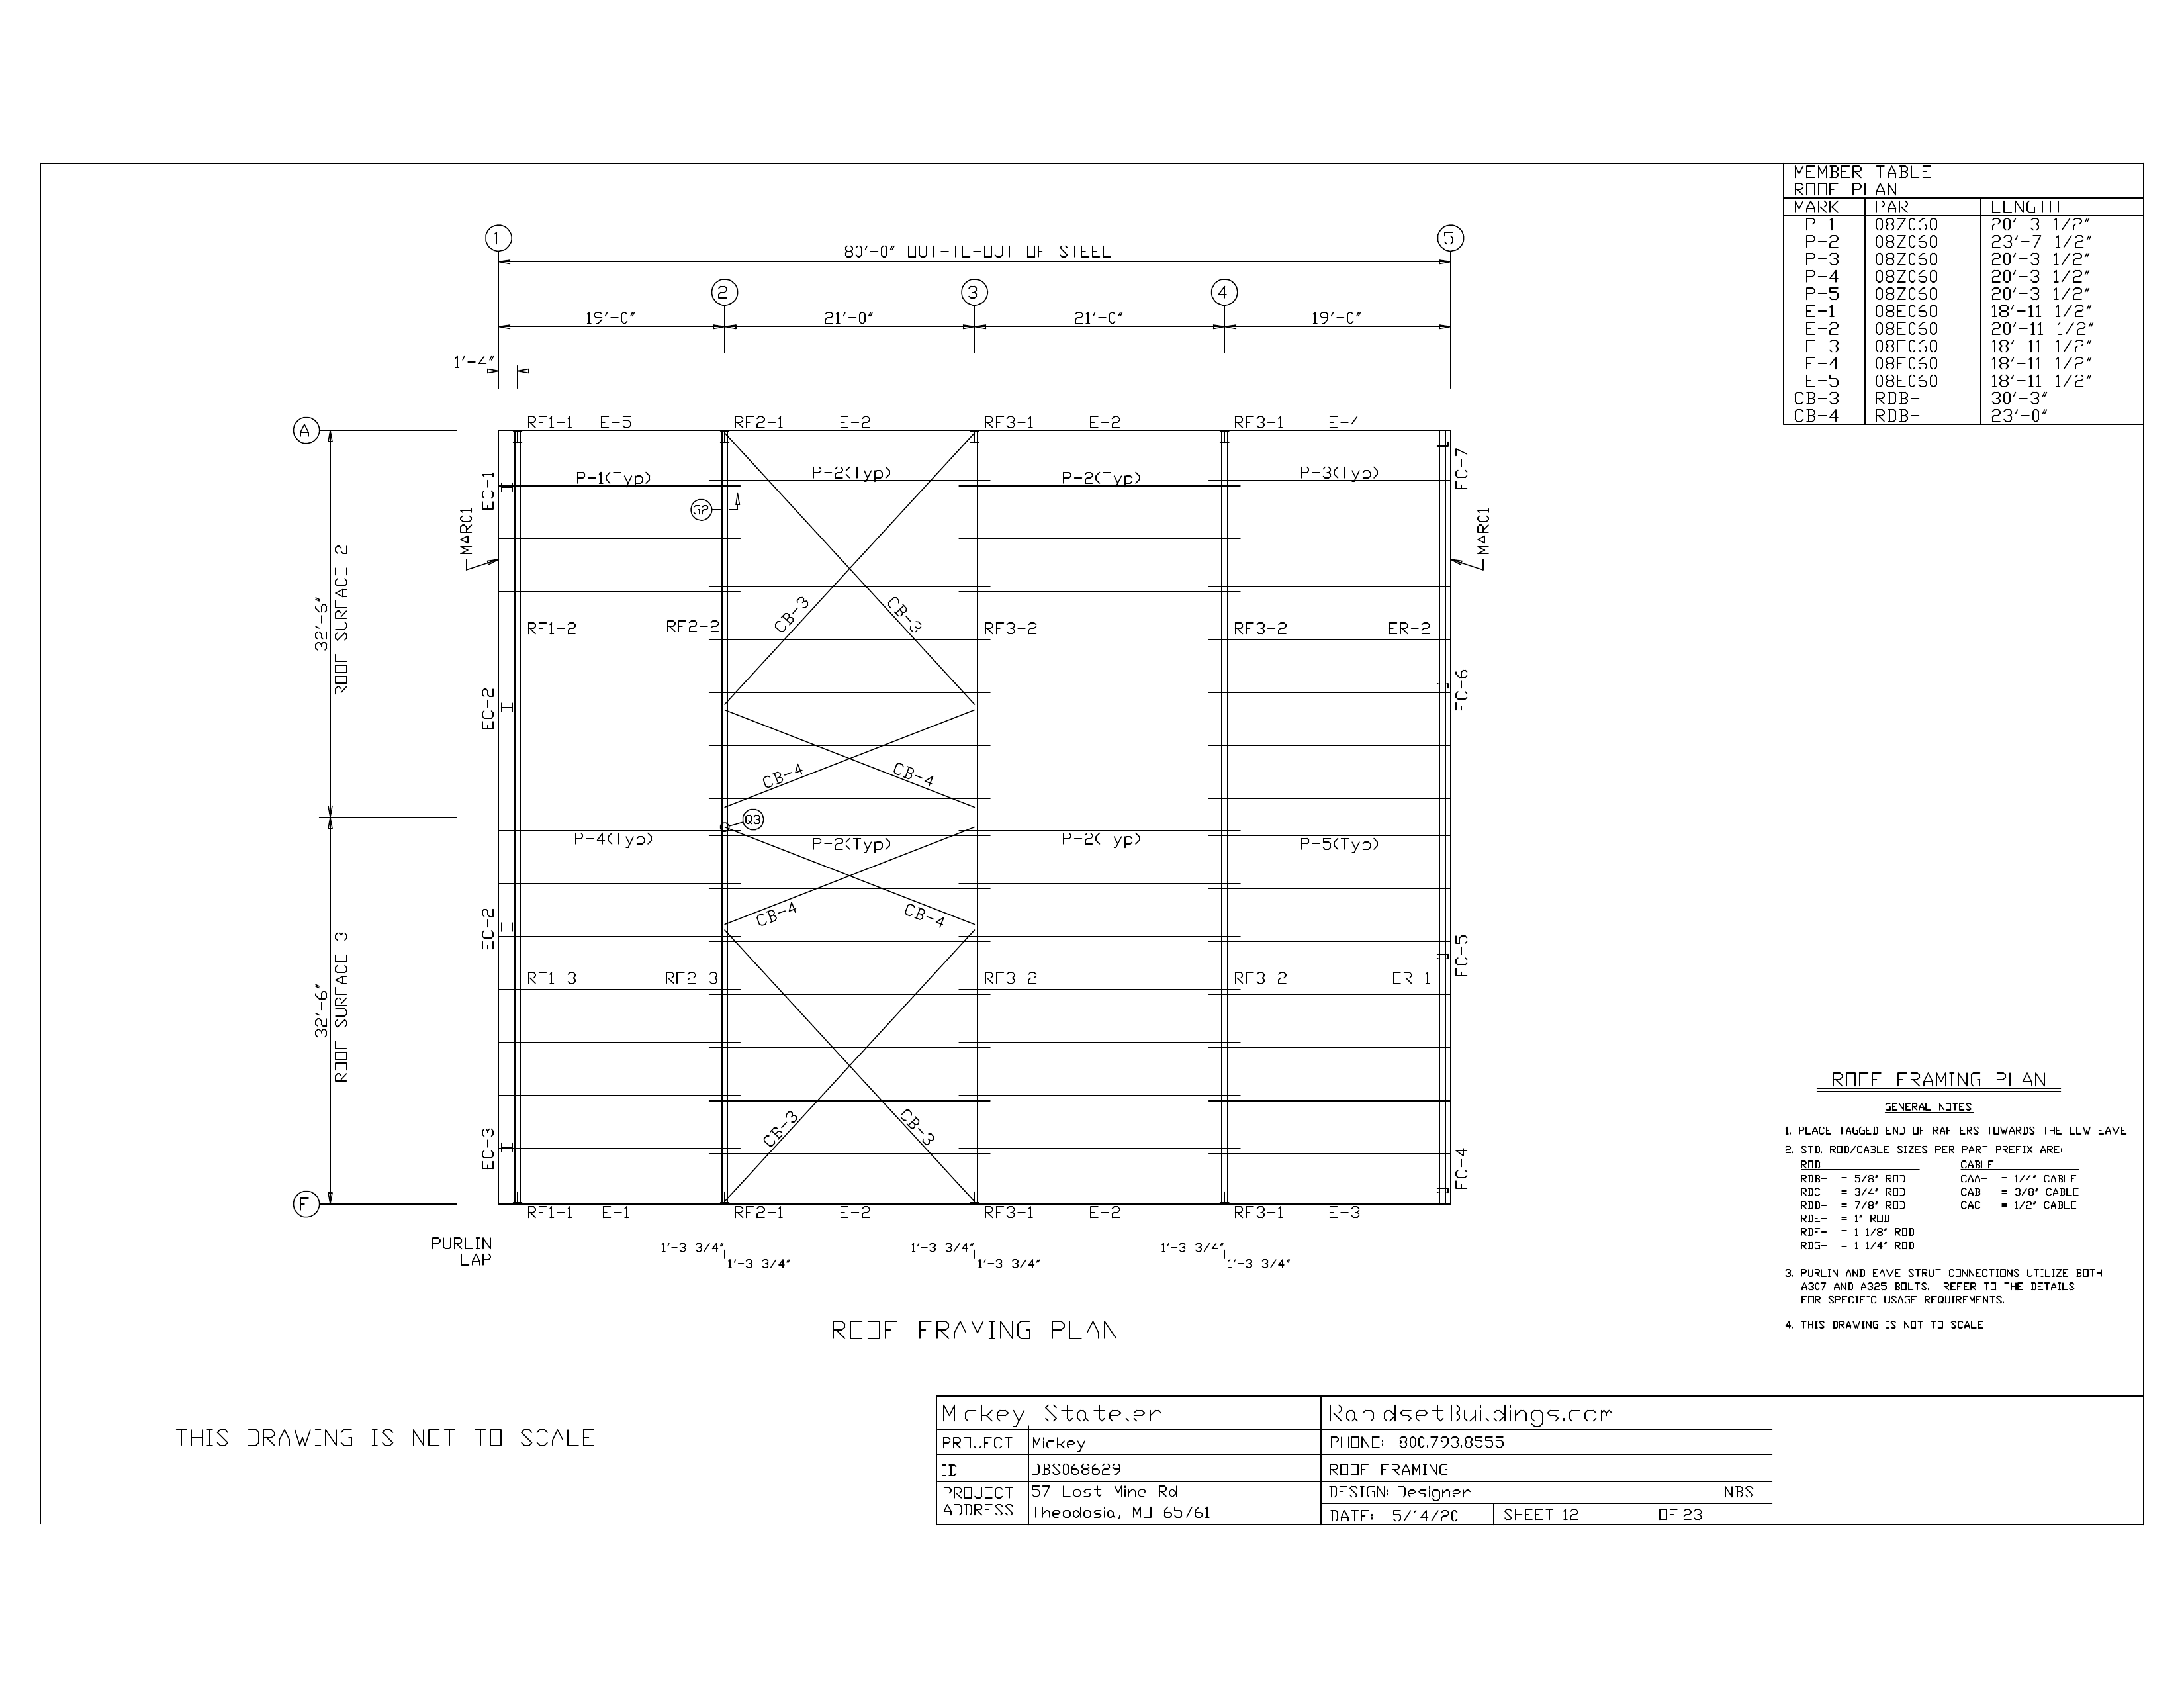 MEMBER TABLE
ROOF PLAN
MARK PART LENGTH
P-1 08Z060 20'-3 1/2"
P-2 08Z060 23'-7 1/2"
P-3 08Z060 20'-3 1/2"
P-4 08Z060 20'-3 1/2"
P-5 08Z060 20'-3 1/2"
E-1 08E060 18'-11 1/2"
E-2 08E060 20'-11 1/2"
E-3 08E060 18'-11 1/2"
E-4 08E060 18'-11 1/2"
E-5 08E060 18'-11 1/2"
CB-3 RDB- 30'-3"
CB-4 RDB- 23'-0"
1 5
80'-0" OUT-TO-OUT OF STEEL
2 3 4
19'-0" 21'-0" 21'-0" 19'-0"
1'-4"
A
RF1-1 E-5 RF2-1 E-2 RF3-1 E-2 RF3-1 E-4
P-1(Typ) P-2(Typ) P-2(Typ) P-3(Typ)
EC-1
EC-7
G2
MAR01
MAR01
32'-6"
ROOF SURFACE 2
CB-3 CB-3
RF1-2 RF2-2 RF3-2 RF3-2 ER-2
EC-2
EC-6
CB-4 CB-4
Q3
P-4(Typ) P-2(Typ) P-2(Typ) P-5(Typ)
CB-4 CB-4
EC-2
EC-5
32'-6"
ROOF SURFACE 3
RF1-3 RF2-3 RF3-2 RF3-2 ER-1
CB-3 CB-3
EC-3
EC-4
F
RF1-1 E-1 RF2-1 E-2 RF3-1 E-2 RF3-1 E-3
PURLIN
LAP
1'-3 3/4" 1'-3 3/4" 1'-3 3/4"
1'-3 3/4" 1'-3 3/4" 1'-3 3/4"
ROOF FRAMING PLAN
ROOF FRAMING PLAN
GENERAL NOTES
1. PLACE TAGGED END OF RAFTERS TOWARDS THE LOW EAVE.
2. STD. ROD/CABLE SIZES PER PART PREFIX ARE:
ROD CABLE
RDB- = 5/8" ROD CAA- = 1/4" CABLE
RDC- = 3/4" ROD CAB- = 3/8" CABLE
RDD- = 7/8" ROD CAC- = 1/2" CABLE
RDE- = 1" ROD
RDF- = 1 1/8" ROD
RDG- = 1 1/4" ROD
3. PURLIN AND EAVE STRUT CONNECTIONS UTILIZE BOTH
A307 AND A325 BOLTS. REFER TO THE DETAILS
FOR SPECIFIC USAGE REQUIREMENTS.
4. THIS DRAWING IS NOT TO SCALE.
THIS DRAWING IS NOT TO SCALE
Mickey Stateler RapidsetBuildings.com
PROJECT Mickey PHONE: 800.793.8555
ID DBS068629 ROOF FRAMING
PROJECT 57 Lost Mine Rd DESIGN: Designer NBS
ADDRESS Theodosia, MO 65761 DATE: 5/14/20 SHEET 12 OF 23